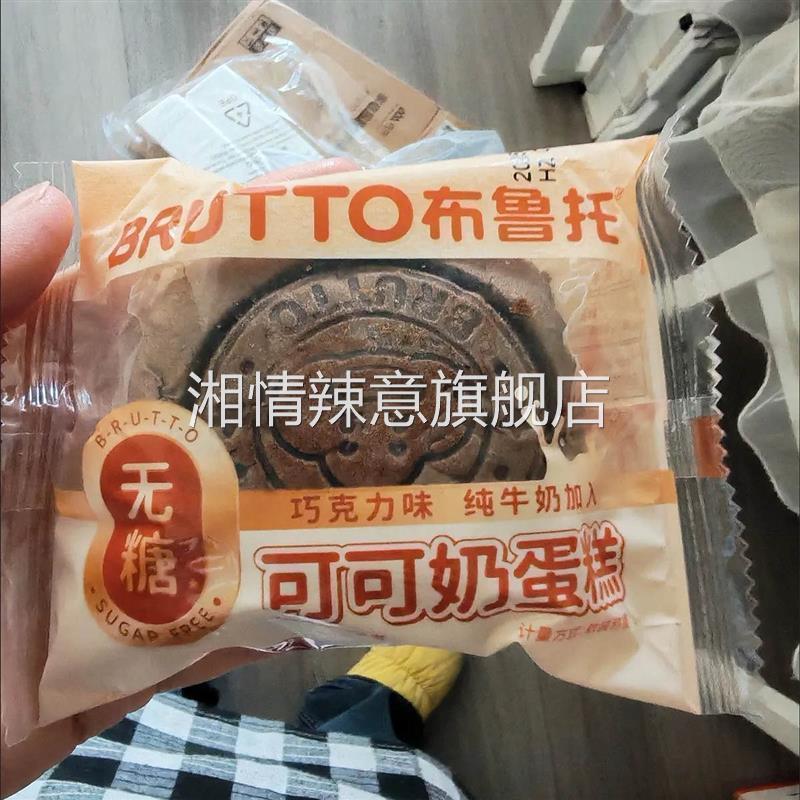 BRUTTO布鲁托
BRUTTO
湘情辣意旗舰店
B-R-U-T-T-O
无糖
SUGAR FREE
巧克力味 纯牛奶加入
可可奶蛋糕